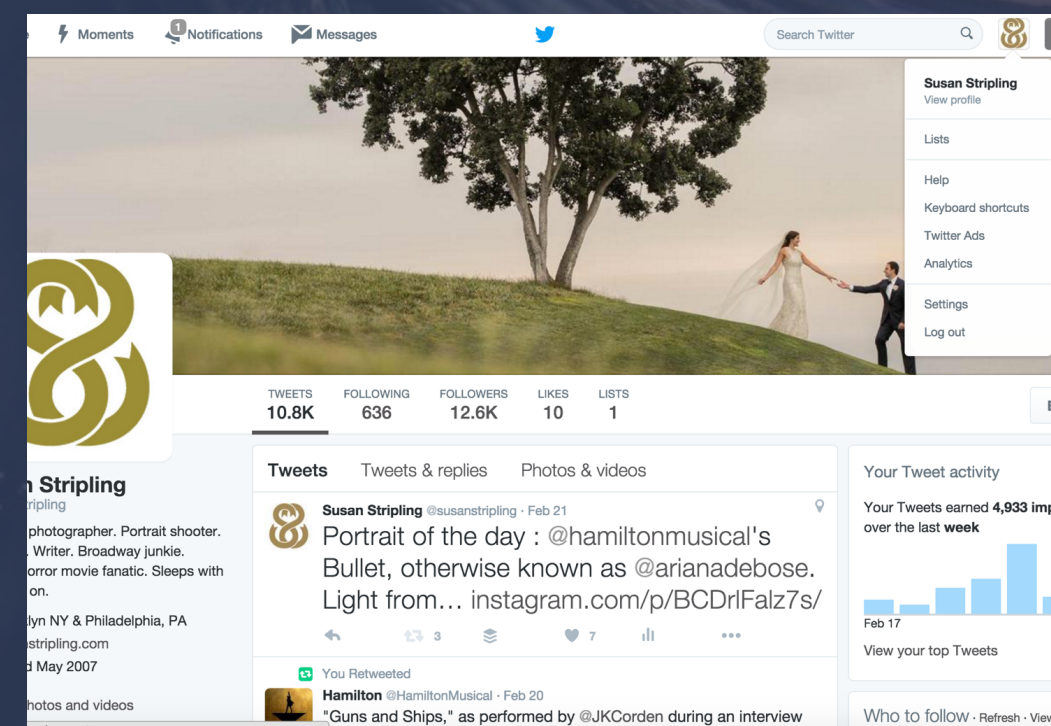 Moments
1
Notifications
Messages
Search Twitter
Susan Stripling
View profile
Lists
Help
Keyboard shortcuts
Twitter Ads
Analytics
Settings
Log out
TWEETS FOLLOWING FOLLOWERS LIKES LISTS
10.8K 636 12.6K 10 1
Stripling
photographer. Portrait shooter.
. Writer. Broadway junkie.
movie fanatic. Sleeps with
on.
NY & Philadelphia, PA
May 2007
and videos
Tweets Tweets & replies Photos & videos
Susan Stripling @susanstripling · Feb 21
Portrait of the day : @hamiltonmusical's
Bullet, otherwise known as @arianadebose.
Light from... instagram.com/p/BCDrlFalz7s/
3 7
You Retweeted
Hamilton @HamiltonMusical · Feb 20
"Guns and Ships," as performed by @JKCorden during an interview
Your Tweet activity
Your Tweets earned 4,933 imp
over the last week
Feb 17
View your top Tweets
Who to follow · Refresh · View